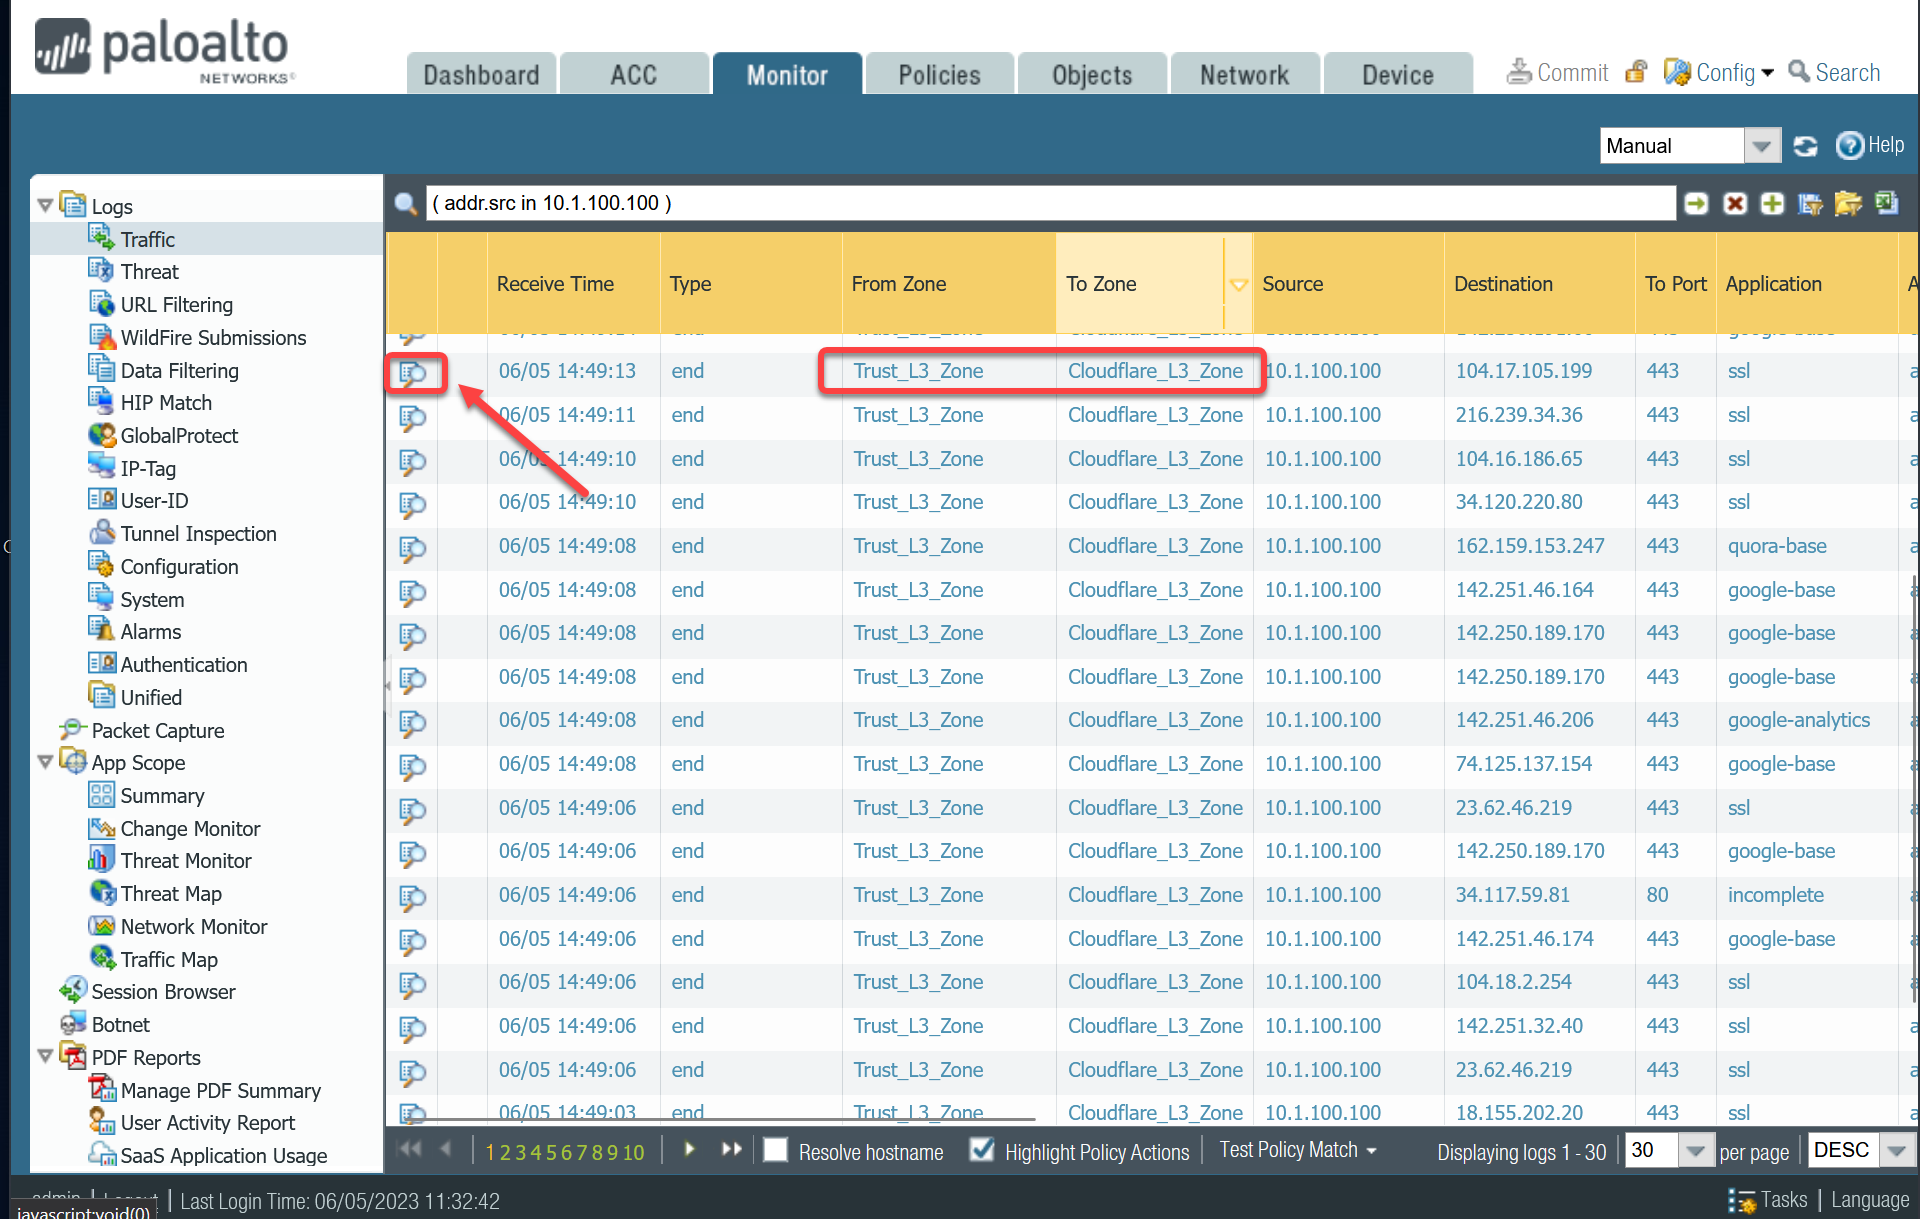 paloalto
NETWORKS®
Dashboard ACC Monitor Policies Objects Network Device Commit Config Search
Manual Help
( addr.src in 10.1.100.100 )
Logs
Traffic
Threat
URL Filtering
WildFire Submissions
Data Filtering
HIP Match
GlobalProtect
IP-Tag
User-ID
Tunnel Inspection
Configuration
System
Alarms
Authentication
Unified
Packet Capture
App Scope
Summary
Change Monitor
Threat Monitor
Threat Map
Network Monitor
Traffic Map
Session Browser
Botnet
PDF Reports
Manage PDF Summary
User Activity Report
SaaS Application Usage
Receive Time Type From Zone To Zone Source Destination To Port Application A
06/05 14:49:13 end Trust_L3_Zone Cloudflare_L3_Zone 10.1.100.100 104.17.105.199 443 ssl a
06/05 14:49:11 end Trust_L3_Zone Cloudflare_L3_Zone 10.1.100.100 216.239.34.36 443 ssl a
06/05 14:49:10 end Trust_L3_Zone Cloudflare_L3_Zone 10.1.100.100 104.16.186.65 443 ssl a
06/05 14:49:10 end Trust_L3_Zone Cloudflare_L3_Zone 10.1.100.100 34.120.220.80 443 ssl a
06/05 14:49:08 end Trust_L3_Zone Cloudflare_L3_Zone 10.1.100.100 162.159.153.247 443 quora-base a
06/05 14:49:08 end Trust_L3_Zone Cloudflare_L3_Zone 10.1.100.100 142.251.46.164 443 google-base a
06/05 14:49:08 end Trust_L3_Zone Cloudflare_L3_Zone 10.1.100.100 142.250.189.170 443 google-base a
06/05 14:49:08 end Trust_L3_Zone Cloudflare_L3_Zone 10.1.100.100 142.250.189.170 443 google-base a
06/05 14:49:08 end Trust_L3_Zone Cloudflare_L3_Zone 10.1.100.100 142.251.46.206 443 google-analytics a
06/05 14:49:08 end Trust_L3_Zone Cloudflare_L3_Zone 10.1.100.100 74.125.137.154 443 google-base a
06/05 14:49:06 end Trust_L3_Zone Cloudflare_L3_Zone 10.1.100.100 23.62.46.219 443 ssl a
06/05 14:49:06 end Trust_L3_Zone Cloudflare_L3_Zone 10.1.100.100 142.250.189.170 443 google-base a
06/05 14:49:06 end Trust_L3_Zone Cloudflare_L3_Zone 10.1.100.100 34.117.59.81 80 incomplete a
06/05 14:49:06 end Trust_L3_Zone Cloudflare_L3_Zone 10.1.100.100 142.251.46.174 443 google-base a
06/05 14:49:06 end Trust_L3_Zone Cloudflare_L3_Zone 10.1.100.100 104.18.2.254 443 ssl a
06/05 14:49:06 end Trust_L3_Zone Cloudflare_L3_Zone 10.1.100.100 142.251.32.40 443 ssl a
06/05 14:49:06 end Trust_L3_Zone Cloudflare_L3_Zone 10.1.100.100 23.62.46.219 443 ssl a
06/05 14:49:03 end Trust_L3_Zone Cloudflare_L3_Zone 10.1.100.100 18.155.202.20 443 ssl a
1 2 3 4 5 6 7 8 9 10 Resolve hostname Highlight Policy Actions Test Policy Match Displaying logs 1 - 30 30 per page DESC
admin | Logout | Last Login Time: 06/05/2023 11:32:42 Tasks | Language
javascript:void(0)